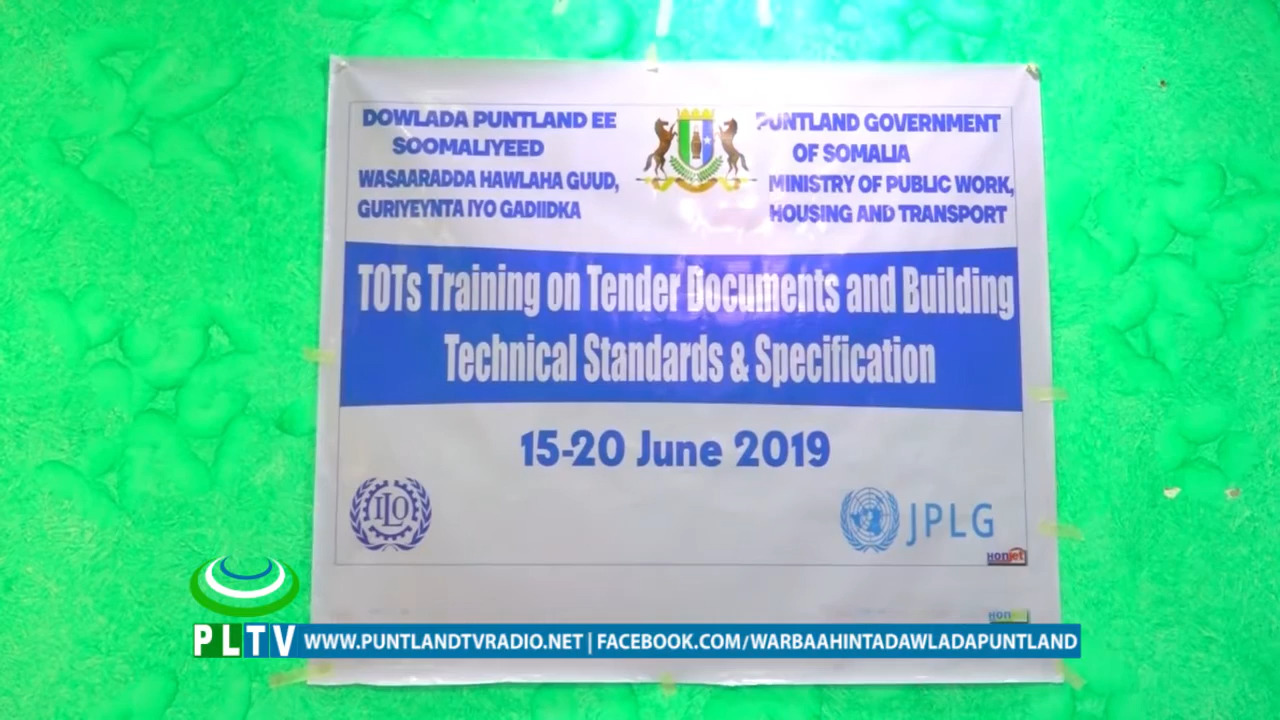 DOWLADA PUNTLAND EE
SOOMALIYEED
WASAARADDA HAWLAHA GUUD,
GURIYEYNTA IYO GADIIDKA
PUNTLAND GOVERNMENT
OF SOMALIA
MINISTRY OF PUBLIC WORK,
HOUSING AND TRANSPORT
TOTs Training on Tender Documents and Building
Technical Standards & Specification
15-20 June 2019
ILO
JPLG
HONjet
HON
PLTV WWW.PUNTLANDTVRADIO.NET | FACEBOOK.COM/WARBAAHINTADAWLADAPUNTLAND